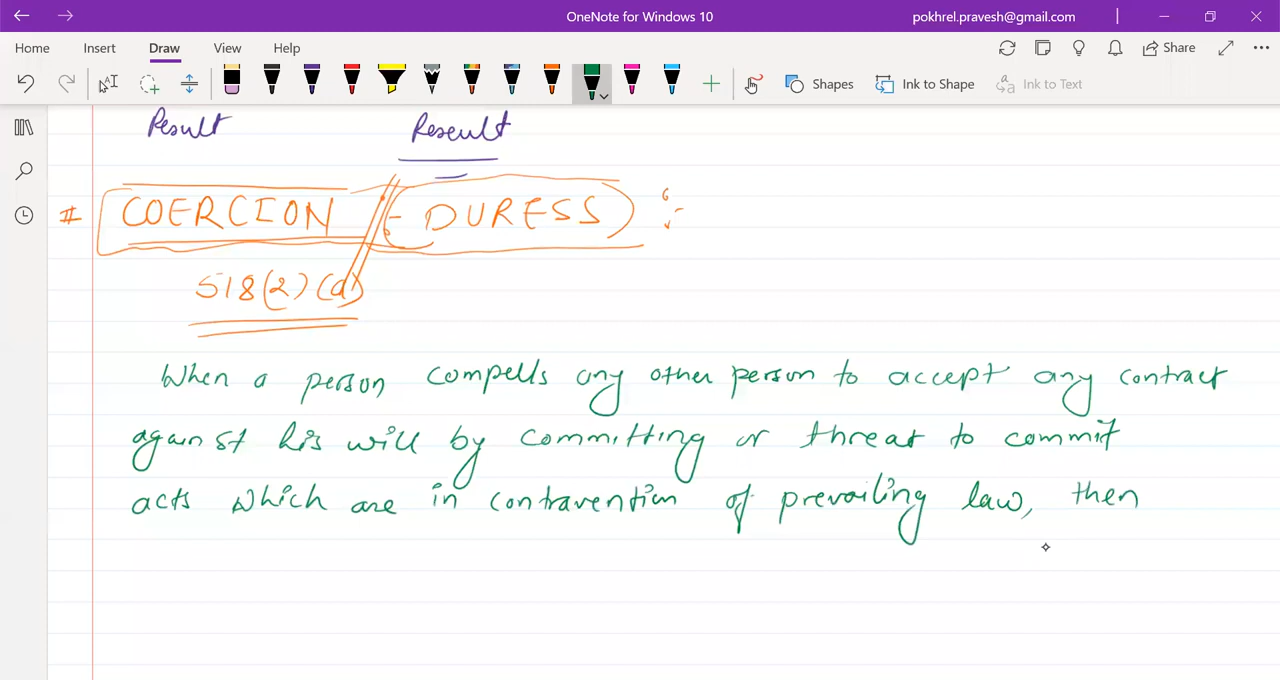 OneNote for Windows 10
pokhrel.pravesh@gmail.com
Home Insert Draw View Help
Share
Shapes Ink to Shape Ink to Text
Result Reseult
# COERCION - DURESS :-
518(2)(d)
When a person, compells any other person to accept any contract
against his will by committing or threat to commit
acts which are in contravention of prevailing law, then